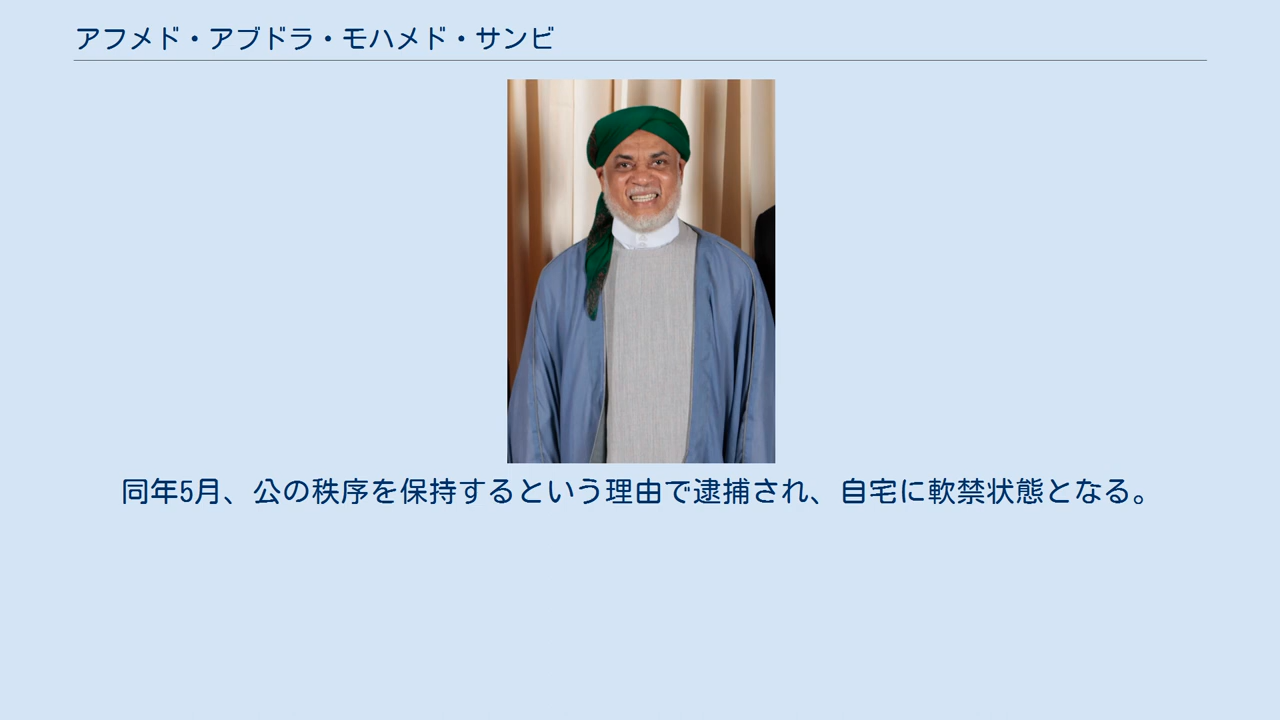 アフメド・アブドラ・モハメド・サンビ
同年5月、公の秩序を保持するという理由で逮捕され、自宅に軟禁状態となる。